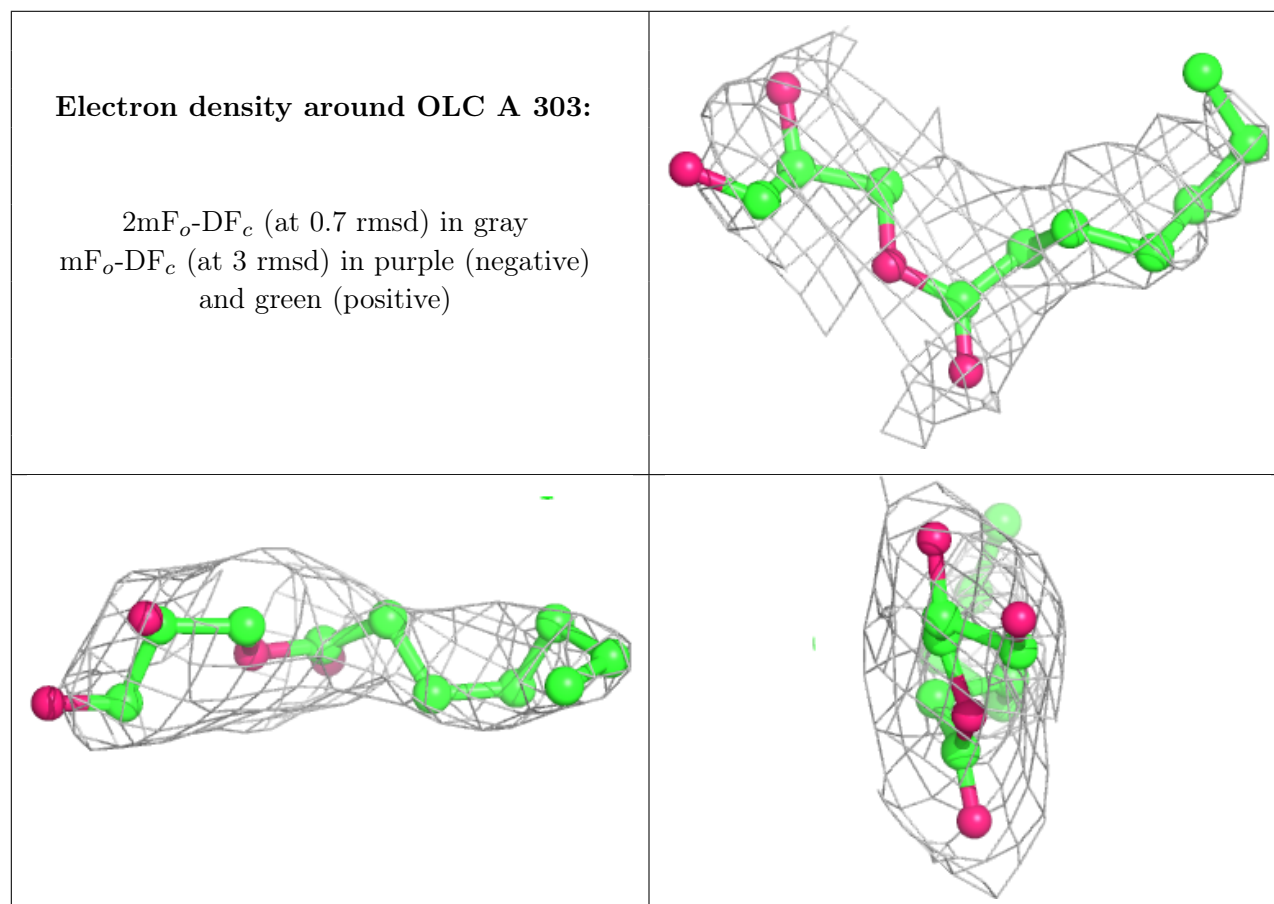 Electron density around OLC A 303:
2mFo-DFc (at 0.7 rmsd) in gray
mFo-DFc (at 3 rmsd) in purple (negative)
and green (positive)